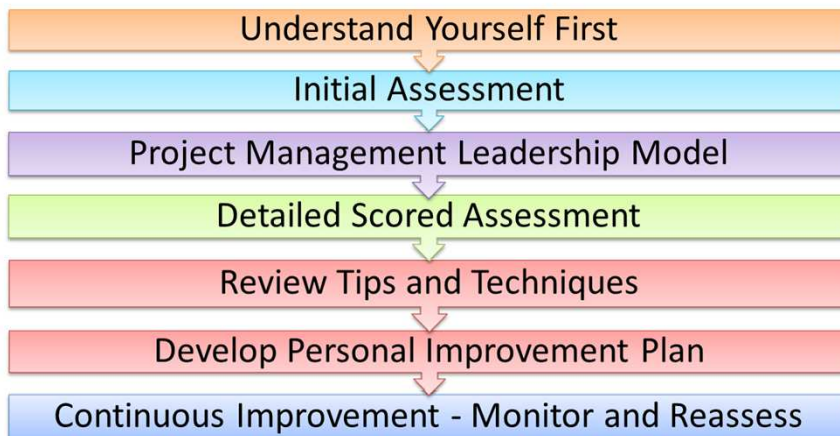 Understand Yourself First
Initial Assessment
Project Management Leadership Model
Detailed Scored Assessment
Review Tips and Techniques
Develop Personal Improvement Plan
Continuous Improvement - Monitor and Reassess